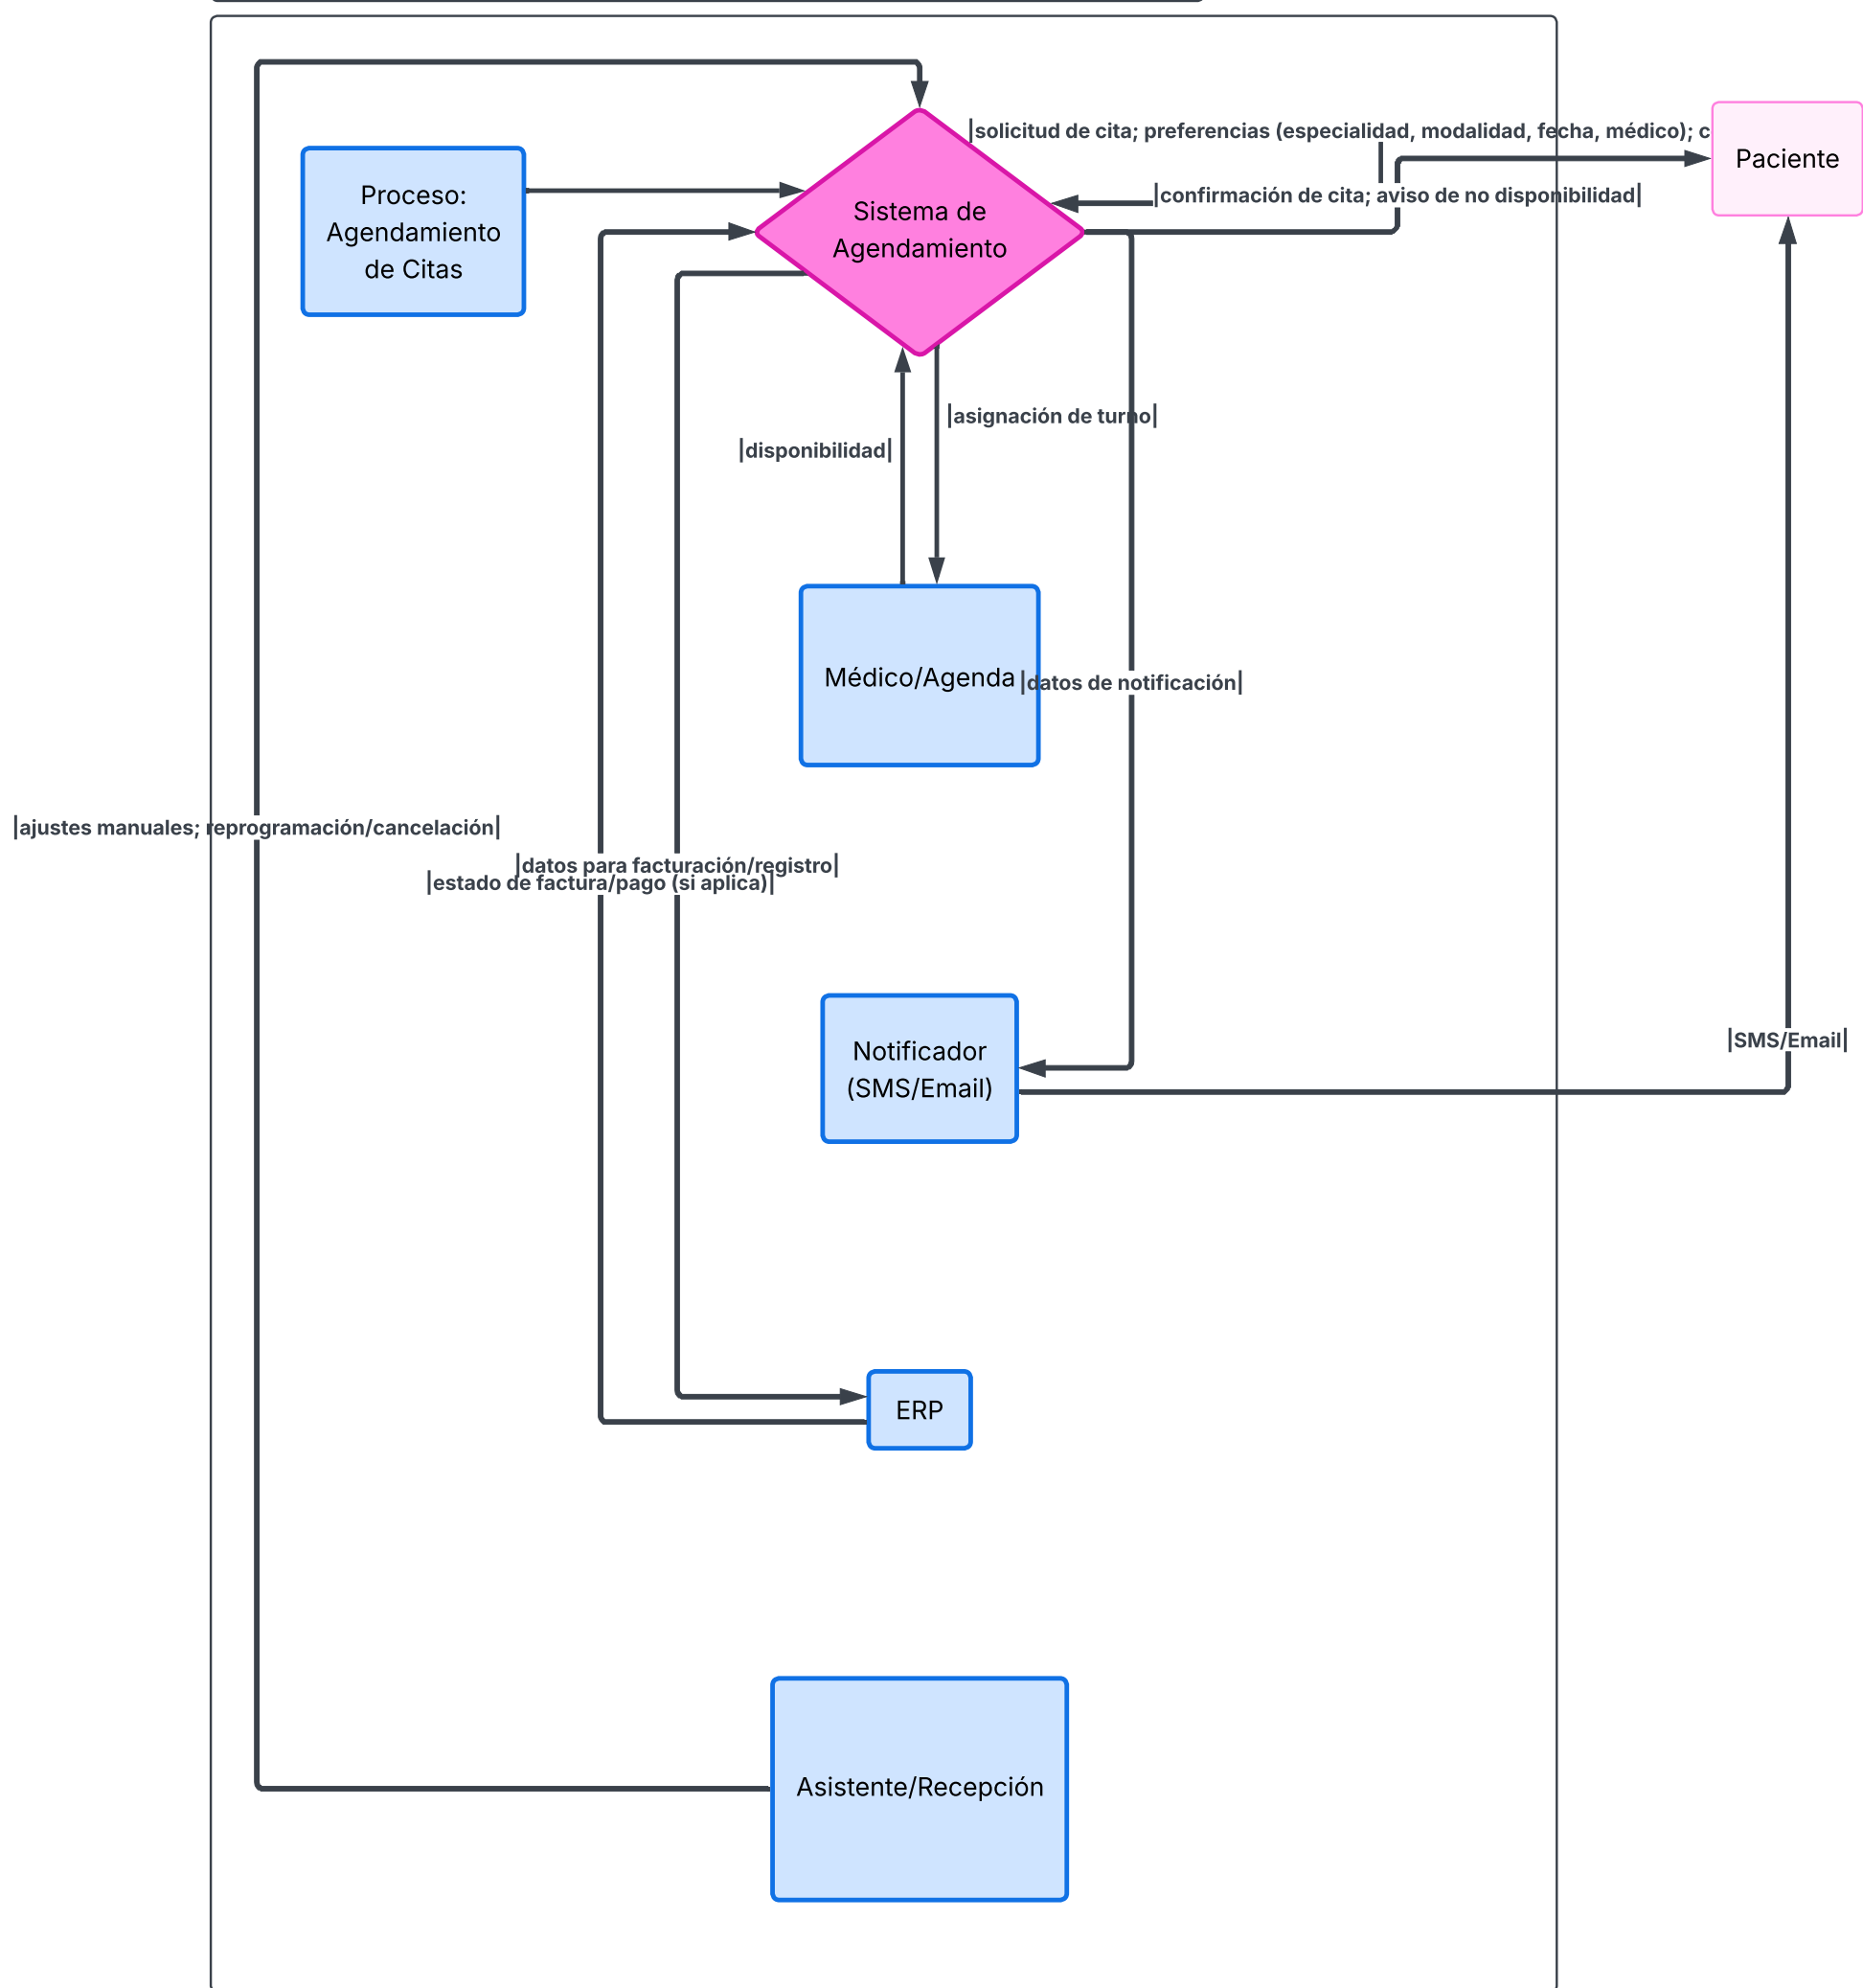 |solicitud de cita; preferencias (especialidad, modalidad, fecha, médico); c
Paciente
Proceso:
Agendamiento
de Citas
Sistema de
Agendamiento
|confirmación de cita; aviso de no disponibilidad|
|asignación de turno|
|disponibilidad|
Médico/Agenda
|datos de notificación|
|ajustes manuales; reprogramación/cancelación|
|datos para facturación/registro|
|estado de factura/pago (si aplica)|
Notificador
(SMS/Email)
|SMS/Email|
ERP
Asistente/Recepción